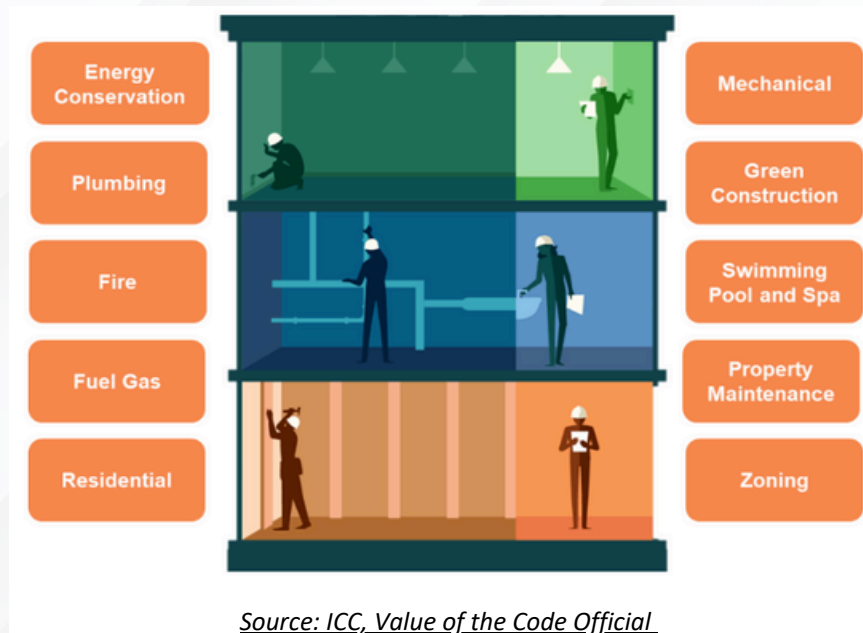 Energy
Conservation
Plumbing
Fire
Fuel Gas
Residential
Mechanical
Green
Construction
Swimming
Pool and Spa
Property
Maintenance
Zoning
Source: ICC, Value of the Code Official